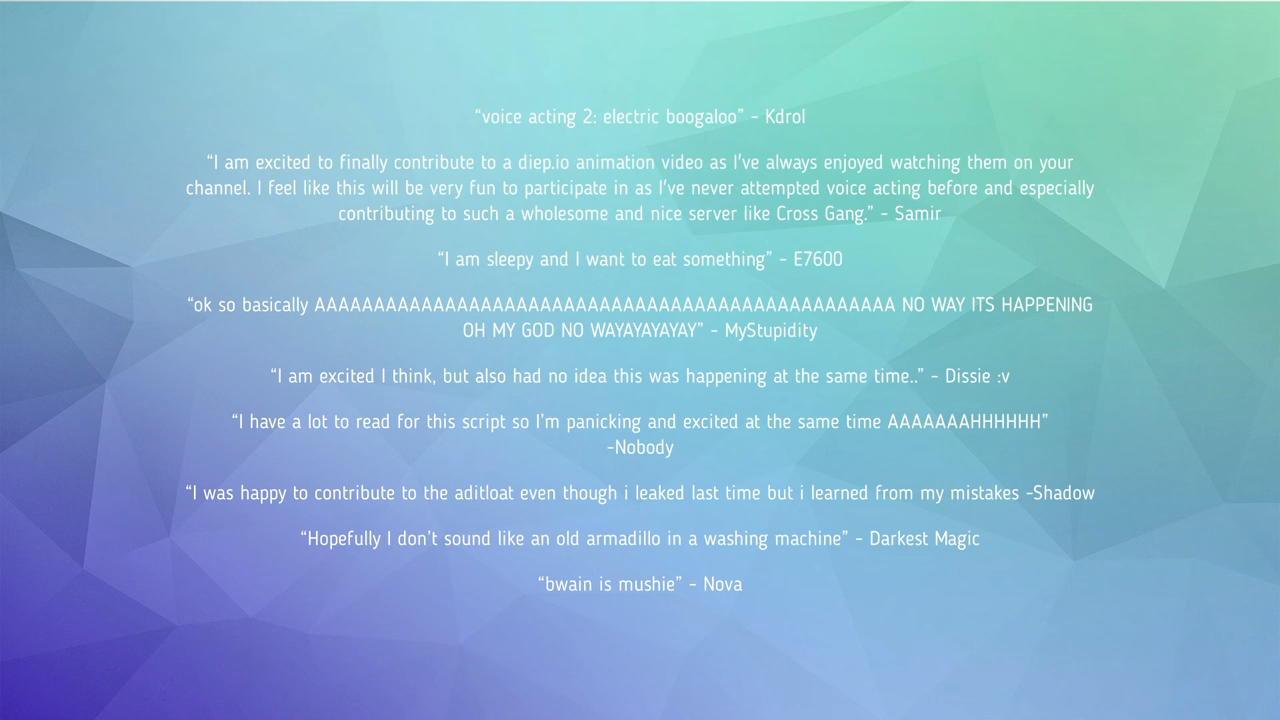 “voice acting 2: electric boogaloo” - Kdrol
“I am excited to finally contribute to a diep.io animation video as I've always enjoyed watching them on your
channel. I feel like this will be very fun to participate in as I've never attempted voice acting before and especially
contributing to such a wholesome and nice server like Cross Gang.” - Samir
“I am sleepy and I want to eat something” - E7600
“ok so basically AAAAAAAAAAAAAAAAAAAAAAAAAAAAAAAAAAAAAAAAAAAAAAAAA NO WAY ITS HAPPENING
OH MY GOD NO WAYAYAYAYAY” - MyStupidity
“I am excited I think, but also had no idea this was happening at the same time..” - Dissie :v
“I have a lot to read for this script so I'm panicking and excited at the same time AAAAAAAHHHHHH”
-Nobody
“I was happy to contribute to the aditloat even though i leaked last time but i learned from my mistakes -Shadow
“Hopefully I don't sound like an old armadillo in a washing machine” - Darkest Magic
“bwain is mushie” - Nova